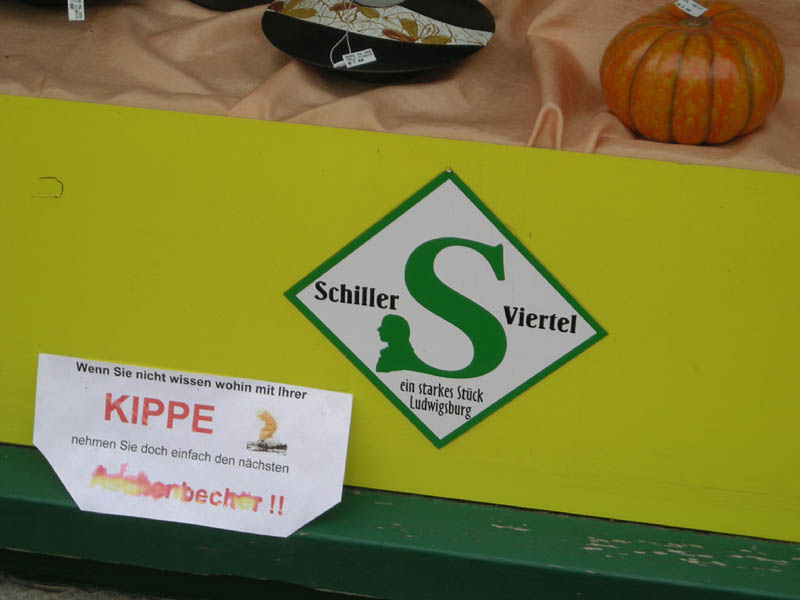 Schiller
S
Viertel
ein starkes Stück
Ludwigsburg
Wenn Sie nicht wissen wohin mit Ihrer
KIPPE
nehmen Sie doch einfach den nächsten
Aschenbecher !!